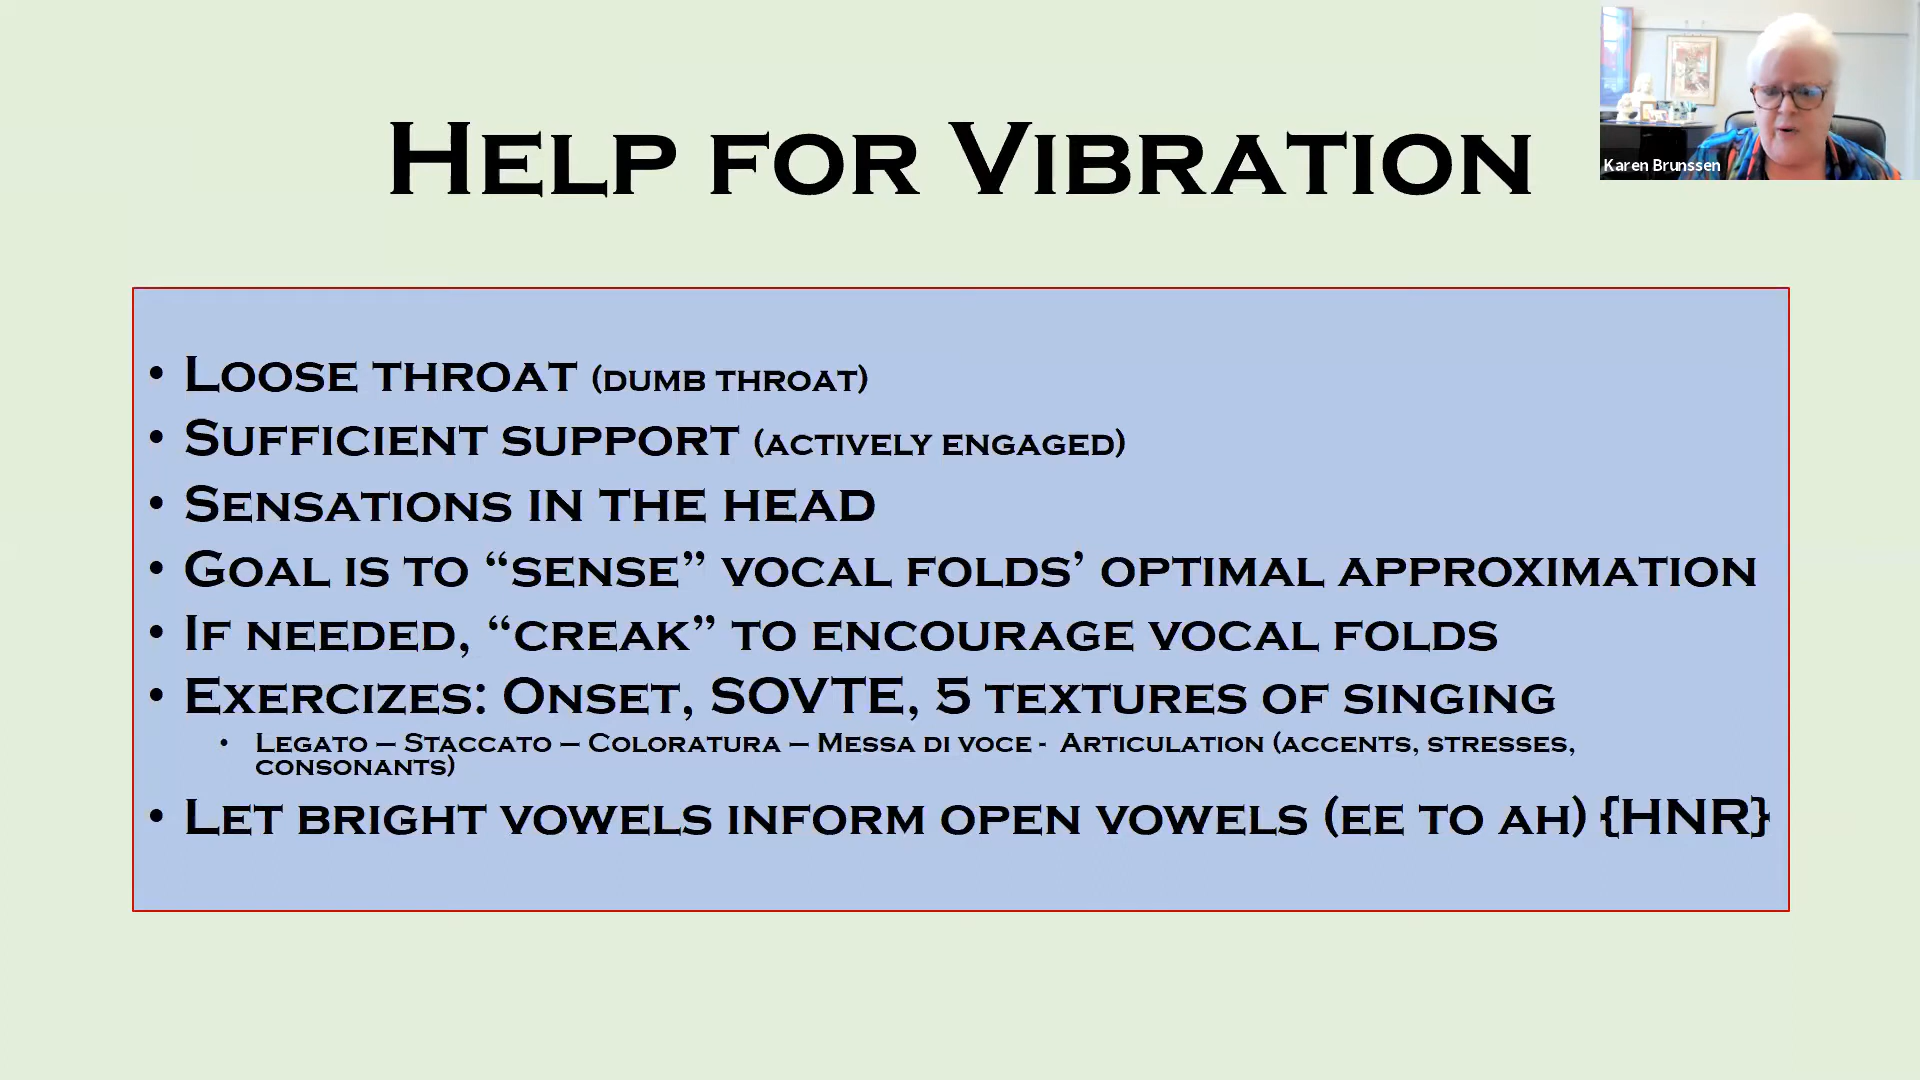 Help for Vibration
Karen Brunssen
• Loose throat (dumb throat)
• Sufficient support (actively engaged)
• Sensations in the head
• Goal is to “sense” vocal folds’ optimal approximation
• If needed, “creak” to encourage vocal folds
• Exercizes: Onset, SOVTE, 5 textures of singing
• Legato – Staccato – Coloratura – Messa di voce - Articulation (accents, stresses,
consonants)
• Let bright vowels inform open vowels (ee to ah) {HNR}